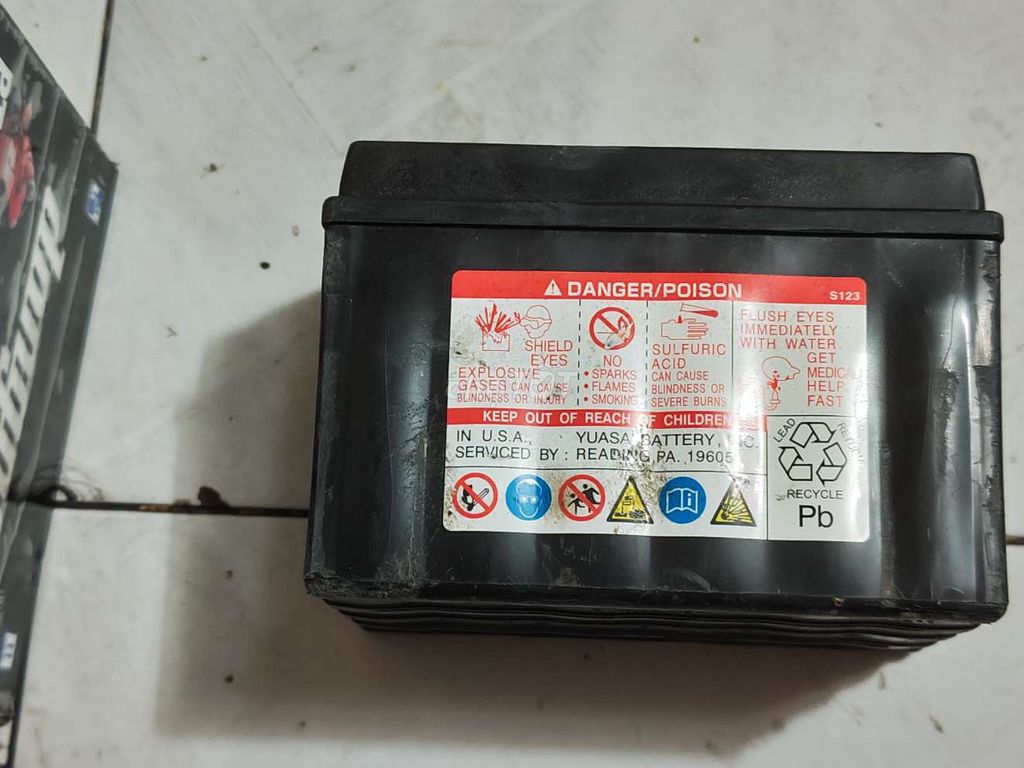 DANGER/POISON
S123
SHIELD
EYES
EXPLOSIVE
GASES CAN CAUSE
BLINDNESS OR INJURY
NO
• SPARKS
• FLAMES
• SMOKING
SULFURIC
ACID
CAN CAUSE
BLINDNESS OR
SEVERE BURNS
FLUSH EYES
IMMEDIATELY
WITH WATER.
GET
MEDICAL
HELP
FAST
KEEP OUT OF REACH OF CHILDREN
IN U.S.A., YUASA BATTERY, INC.
SERVICED BY : READING, PA. 19605
LEAD
RETURN
RECYCLE
Pb